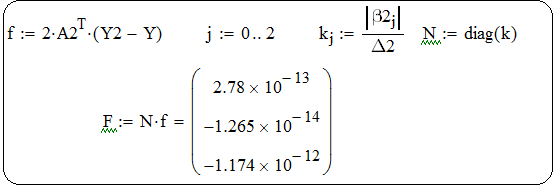 f := 2·A2ᵀ·(Y2 − Y) j := 0 .. 2 kⱼ := |β2ⱼ| / Δ2 N := diag(k)
F := N·f = ( 2.78 × 10⁻¹³
−1.265 × 10⁻¹⁴
−1.174 × 10⁻¹² )